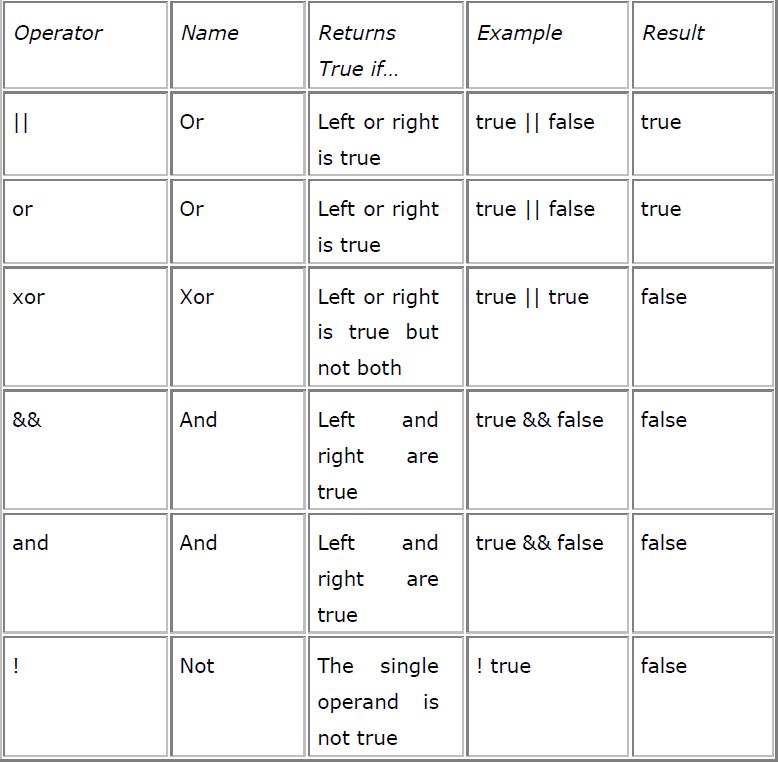 Operator Name Returns Example Result
True if...
|| Or Left or right true || false true
is true
or Or Left or right true || false true
is true
xor Xor Left or right true || true false
is true but
not both
&& And Left and true && false false
right are
true
and And Left and true && false false
right are
true
! Not The single ! true false
operand is
not true